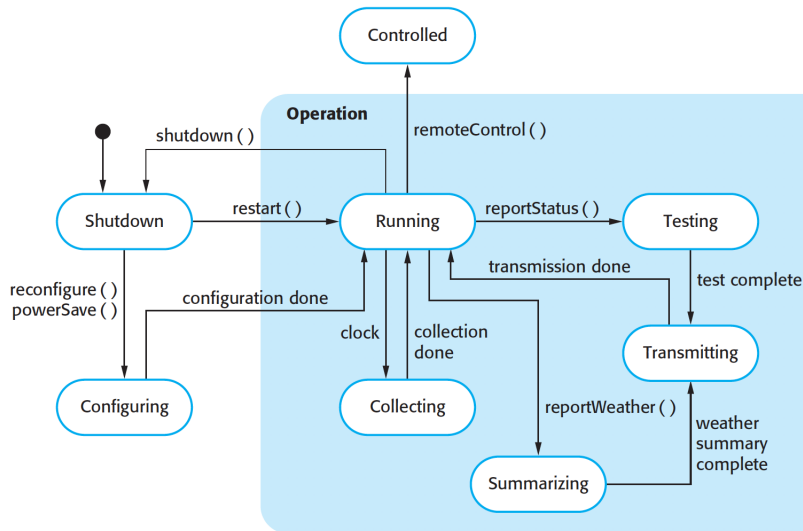 Controlled
Operation
shutdown ( )
remoteControl ( )
Shutdown
restart ( )
Running
reportStatus ( )
Testing
reconfigure ( )
powerSave ( )
configuration done
transmission done
test complete
clock
collection
done
Transmitting
Configuring
Collecting
reportWeather ( )
weather
summary
complete
Summarizing